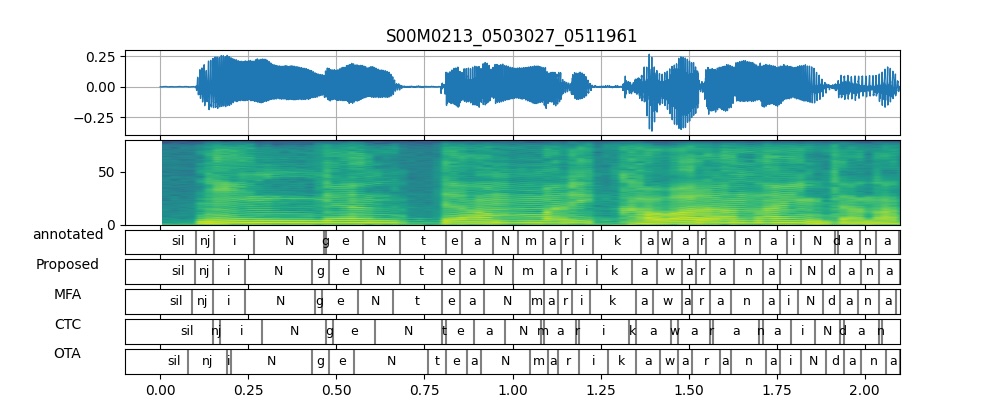 S00M0213_0503027_0511961
0.25
0.00
−0.25
50
0
annotated sil nj i N g e N t e a N m a r i k a w a r a n a i N d a n a
Proposed sil nj i N g e N t e a N m a r i k a w a r a n a i N d a n a
MFA sil nj i N g e N t e a N m a r i k a w a r a n a i N d a n a
CTC sil nj i N g e N t e a N m a r i k a w a r a n a i N d a n
OTA sil nj i N g e N t e a N m a r i k a w a r a n a i N d a n a
0.00 0.25 0.50 0.75 1.00 1.25 1.50 1.75 2.00